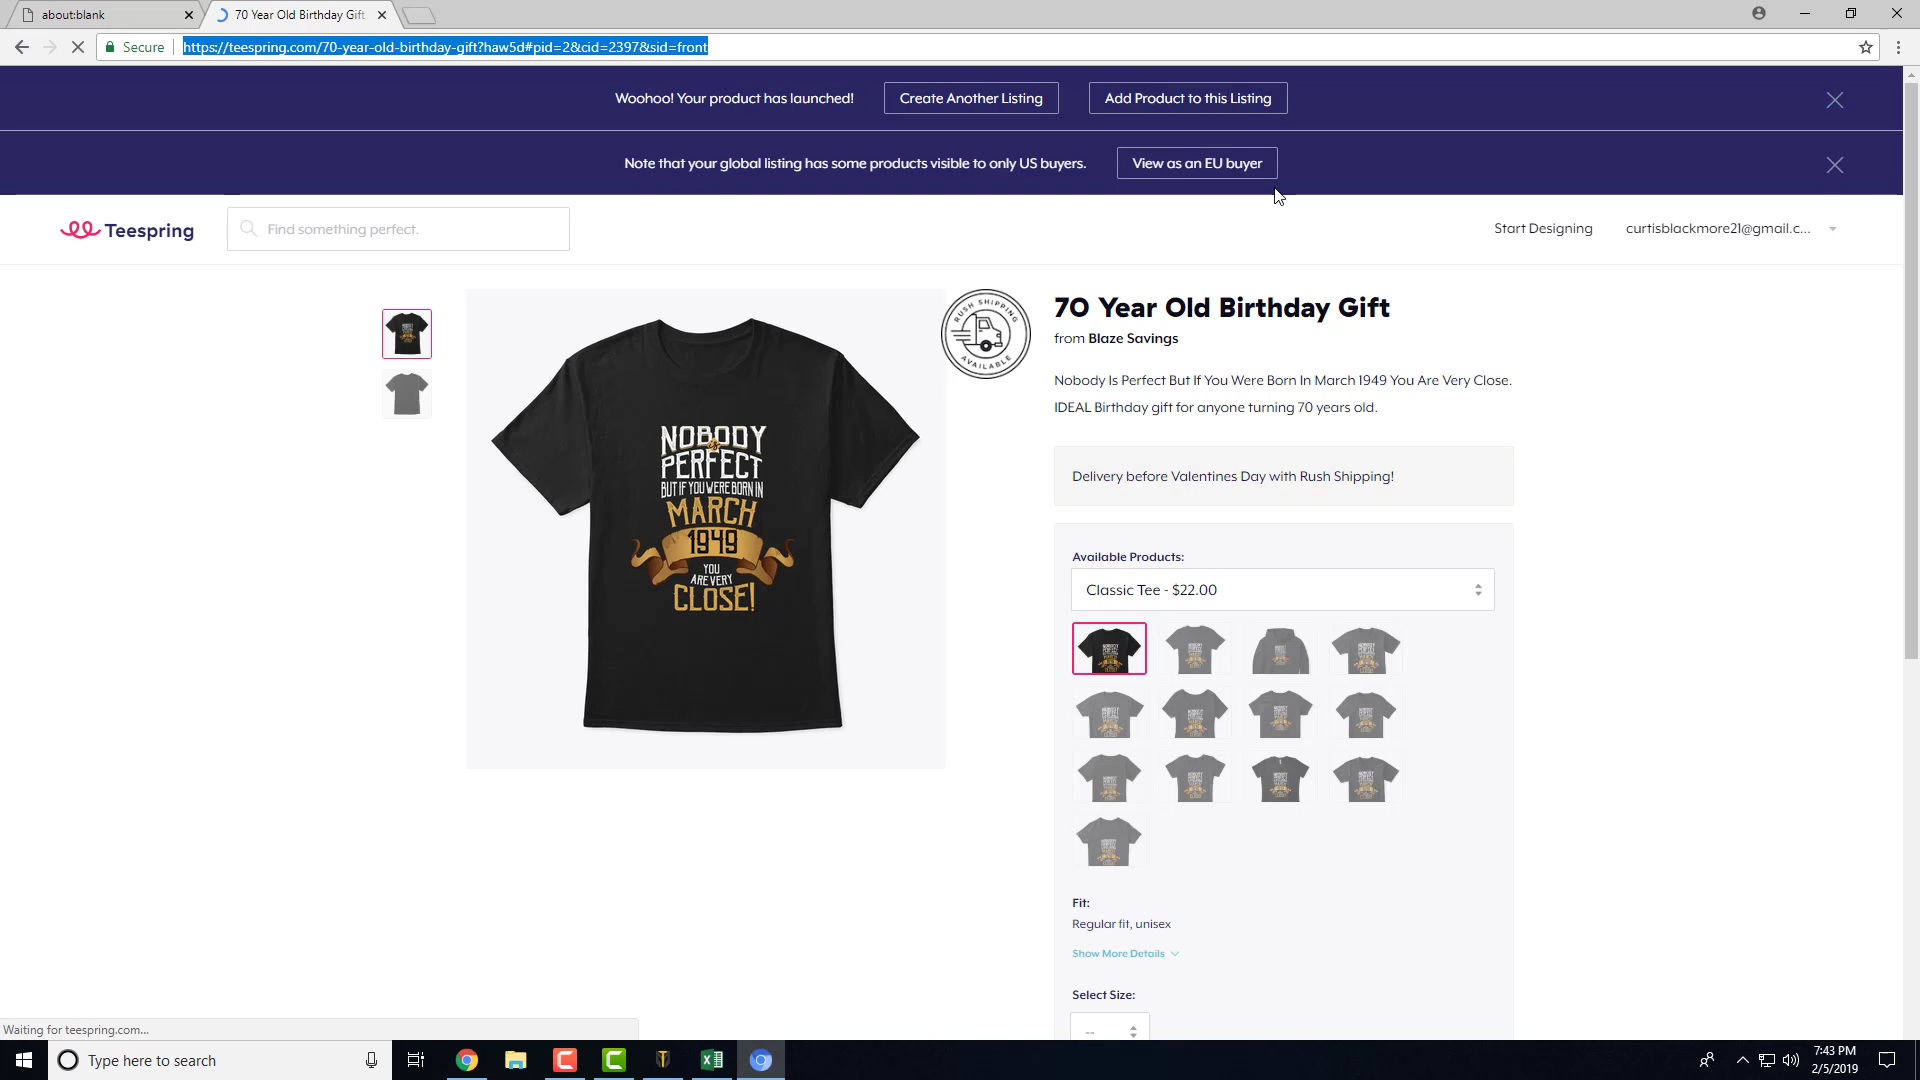 about:blank
70 Year Old Birthday Gift
Secure
https://teespring.com/70-year-old-birthday-gift?haw5d#pid=2&cid=2397&sid=front
Woohoo! Your product has launched!
Create Another Listing
Add Product to this Listing
Note that your global listing has some products visible to only US buyers.
View as an EU buyer
Teespring
Find something perfect.
Start Designing
curtisblackmore21@gmail.c...
RUSH SHIPPING
AVAILABLE
70 Year Old Birthday Gift
from Blaze Savings
Nobody Is Perfect But If You Were Born In March 1949 You Are Very Close.
IDEAL Birthday gift for anyone turning 70 years old.
Delivery before Valentines Day with Rush Shipping!
NOBODY
is
PERFECT
BUT IF YOU WERE BORN IN
MARCH
1949
YOU
ARE VERY
CLOSE!
Available Products:
Classic Tee - $22.00
Fit:
Regular fit, unisex
Show More Details
Select Size:
--
Waiting for teespring.com...
Type here to search
7:43 PM
2/5/2019